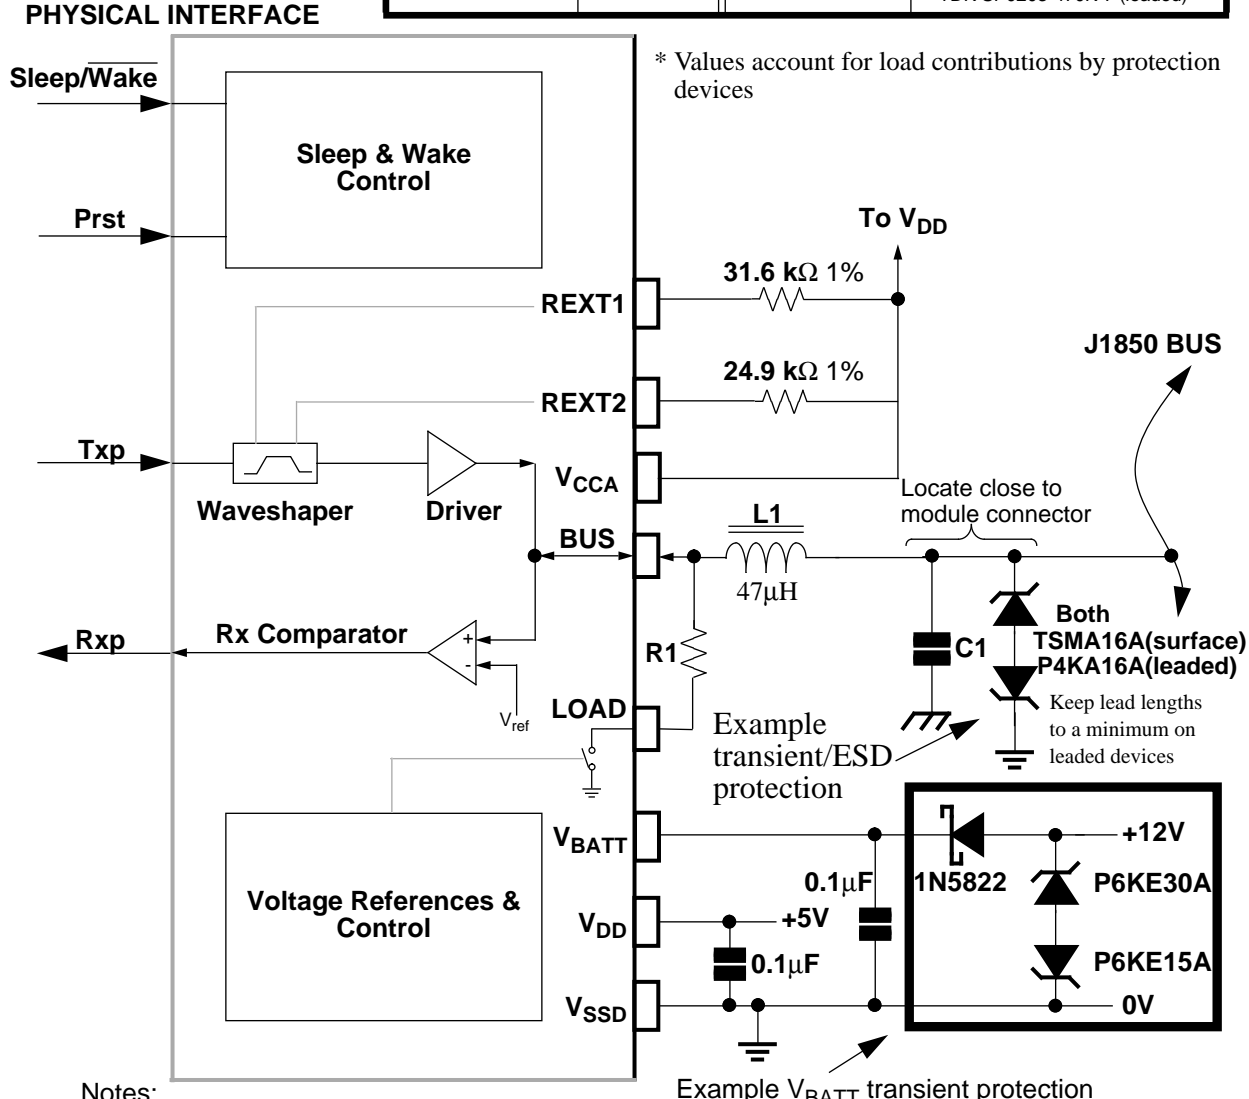 PHYSICAL INTERFACE
* Values account for load contributions by protection
devices
Sleep/Wake
Sleep & Wake
Control
Prst
To VDD
31.6 kΩ 1%
REXT1
J1850 BUS
24.9 kΩ 1%
REXT2
Txp
Waveshaper
Driver
VCCA
Locate close to
module connector
L1
BUS
47µH
Rxp
Rx Comparator
+
-
Vref
R1
C1
Both
TSMA16A(surface)
P4KA16A(leaded)
Keep lead lengths
to a minimum on
leaded devices
LOAD
Example
transient/ESD
protection
VBATT
+12V
0.1µF
1N5822
P6KE30A
Voltage References &
Control
VDD
+5V
0.1µF
P6KE15A
VSSD
0V
Notes:
Example VBATT transient protection